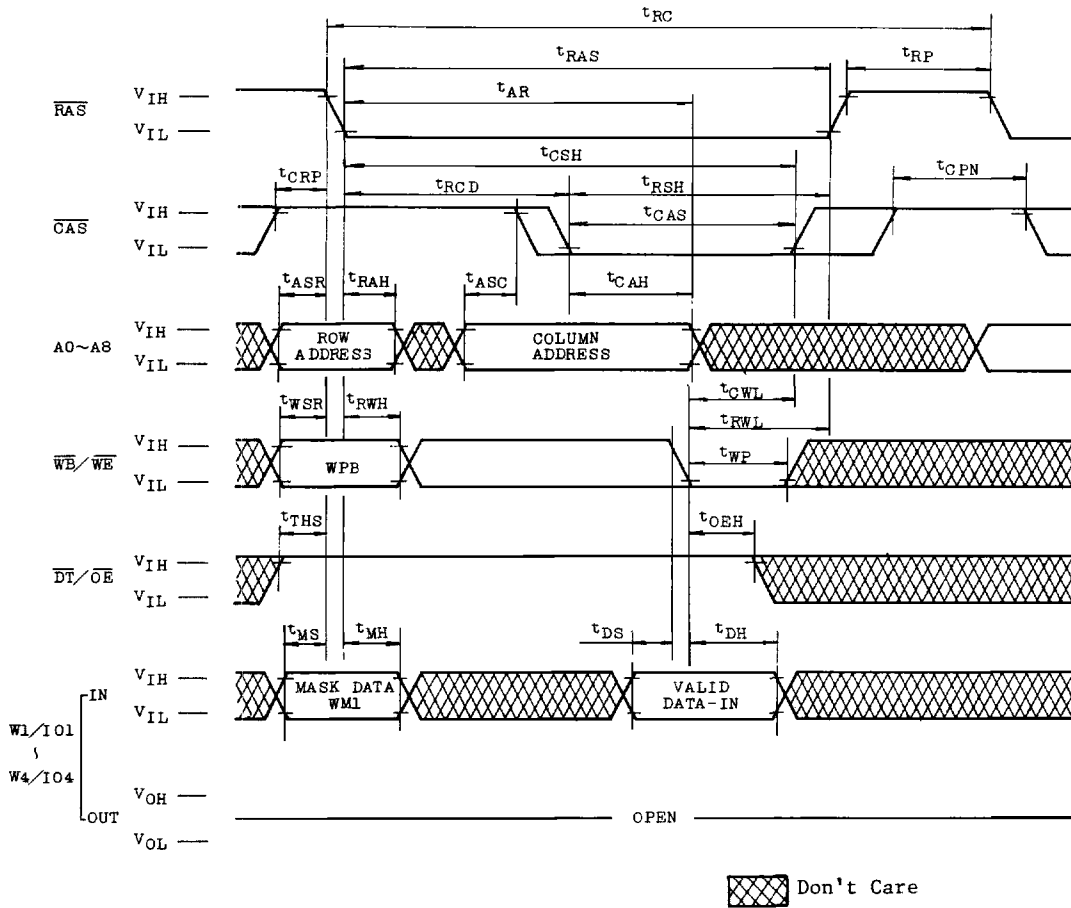 tRC
tRAS
tRP
tAR
RAS
VIH
VIL
tCSH
tCRP
tRCD
tRSH
tCPN
CAS
VIH
VIL
tCAS
tASR
tRAH
tASC
tCAH
A0~A8
VIH
VIL
ROW
ADDRESS
COLUMN
ADDRESS
tWSR
tRWH
tCWL
tRWL
WB/WE
VIH
VIL
WPB
tWP
tTHS
tOEH
DT/OE
VIH
VIL
tMS
tMH
tDS
tDH
VIH
VIL
IN
MASK DATA
WM1
VALID
DATA-IN
W1/IO1
~
W4/IO4
VOH
OUT
OPEN
VOL
Don't Care